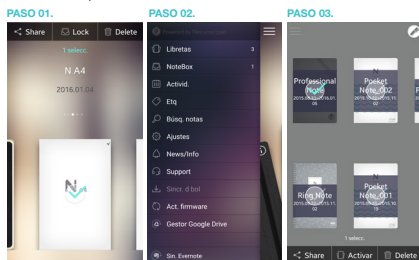 PASO 01.
Share Lock Delete
1 selecc.
N A4
2016.01.04
N
PASO 02.
Libretas 3
NoteBox 1
Activid.
Etq
Búsq. notas
Ajustes
News/Info
Support
Sincr. d bol
Act. firmware
Gestor Google Drive
Sin. Evernote
PASO 03.
Professional
Note
Pocket
Note_002
Ring Note
Pocket
Note_001
1 selecc.
Share Activar Delete